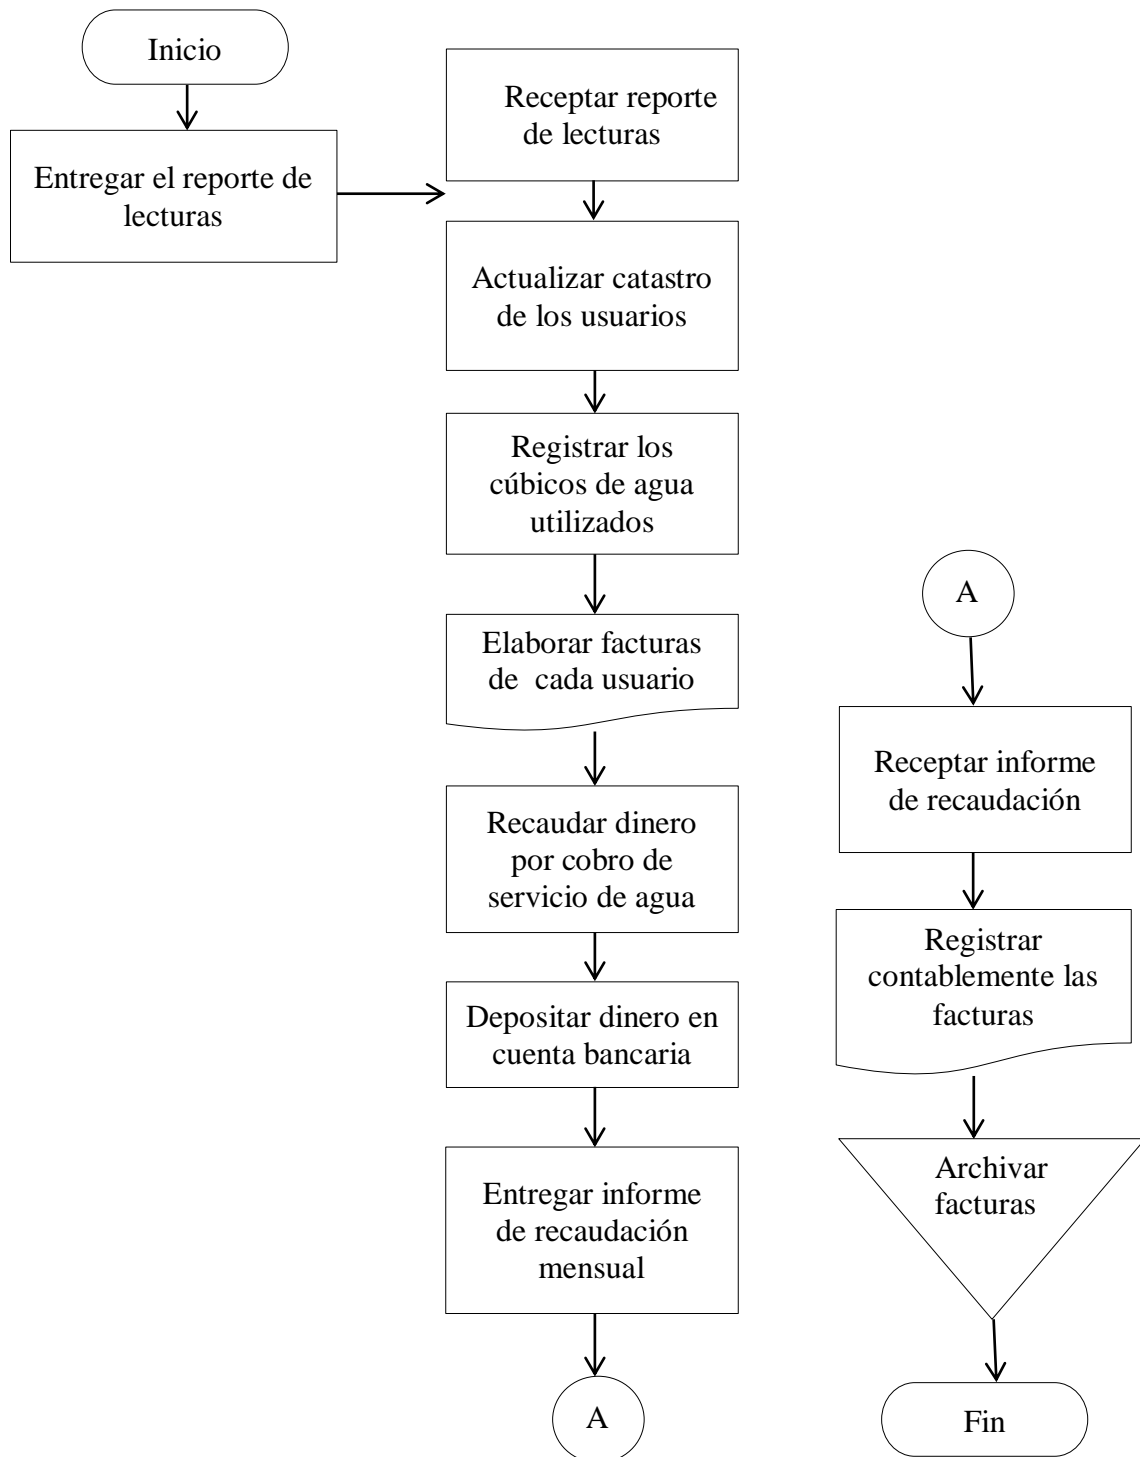 Inicio
Entregar el reporte de
lecturas
Receptar reporte
de lecturas
Actualizar catastro
de los usuarios
Registrar los
cúbicos de agua
utilizados
Elaborar facturas
de cada usuario
Recaudar dinero
por cobro de
servicio de agua
Depositar dinero en
cuenta bancaria
Entregar informe
de recaudación
mensual
A
A
Receptar informe
de recaudación
Registrar
contablemente las
facturas
Archivar
facturas
Fin